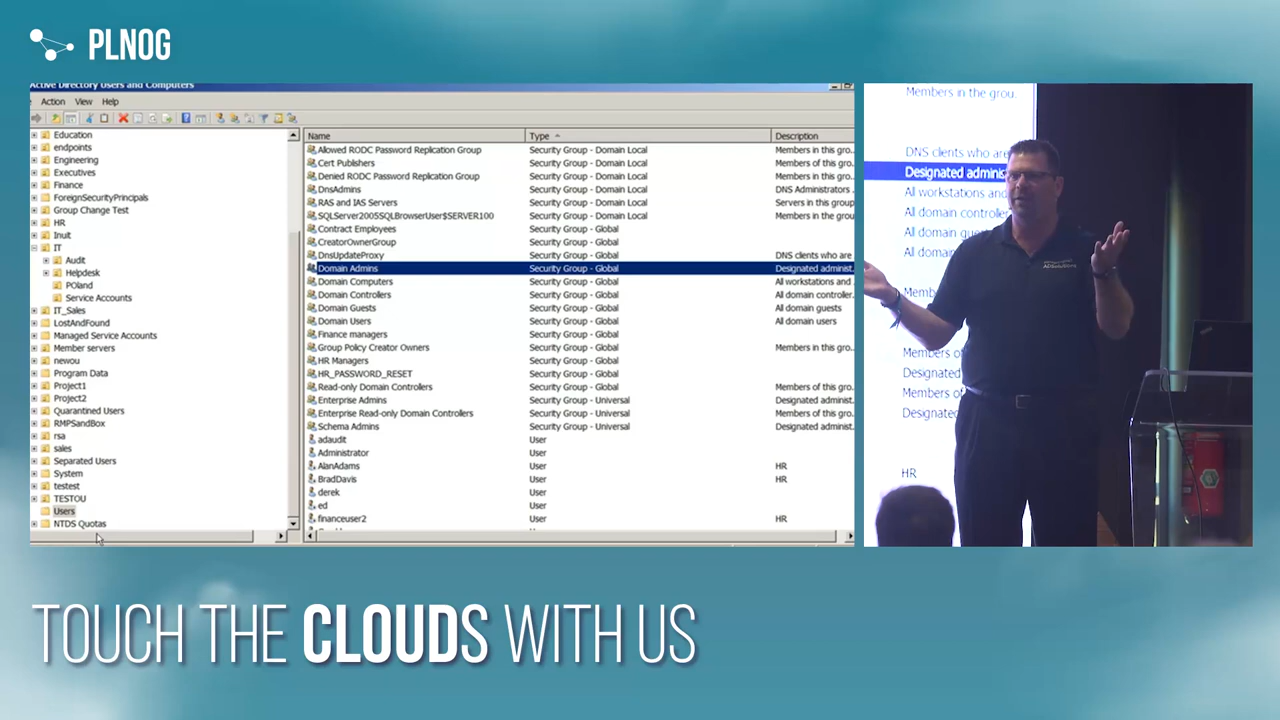 PLNOG
Active Directory Users and Computers
Action View Help
Education
endpoints
Engineering
Executives
Finance
ForeignSecurityPrincipals
Group Change Test
HR
Inuit
IT
Audit
Helpdesk
POland
Service Accounts
IT_Sales
LostAndFound
Managed Service Accounts
Member servers
newou
Program Data
Project1
Project2
Quarantined Users
RMPSandBox
rsa
sales
Separated Users
System
testest
TESTOU
Users
NTDS Quotas
Name Type Description
Allowed RODC Password Replication Group Security Group - Domain Local Members in this gro...
Cert Publishers Security Group - Domain Local Members of this gro...
Denied RODC Password Replication Group Security Group - Domain Local Members in this gro...
DnsAdmins Security Group - Domain Local DNS Administrators
RAS and IAS Servers Security Group - Domain Local Servers in this group
SQLServer2005SQLBrowserUser$SERVER100 Security Group - Domain Local Members in the gro
Contract Employees Security Group - Global
CreatorOwnerGroup Security Group - Global
DnsUpdateProxy Security Group - Global DNS clients who are
Domain Admins Security Group - Global Designated administ...
Domain Computers Security Group - Global All workstations and
Domain Controllers Security Group - Global All domain controller...
Domain Guests Security Group - Global All domain guests
Domain Users Security Group - Global All domain users
Finance managers Security Group - Global
Group Policy Creator Owners Security Group - Global Members in this gro...
HR Managers Security Group - Global
HR_PASSWORD_RESET Security Group - Global
Read-only Domain Controllers Security Group - Global Members of this gro...
Enterprise Admins Security Group - Universal Designated administ...
Enterprise Read-only Domain Controllers Security Group - Universal Members of this gro...
Schema Admins Security Group - Universal Designated administ...
adaudit User
Administrator User
AlanAdams User HR
BradDavis User HR
derek User
ed User
financeuser2 User HR
Members in the grou.
DNS clients who are
Designated adminis
All workstations and
All domain controller
All domain gue
All domain
Membe
Members o
Designated
Members of
Designated
HR
TOUCH THE CLOUDS WITH US